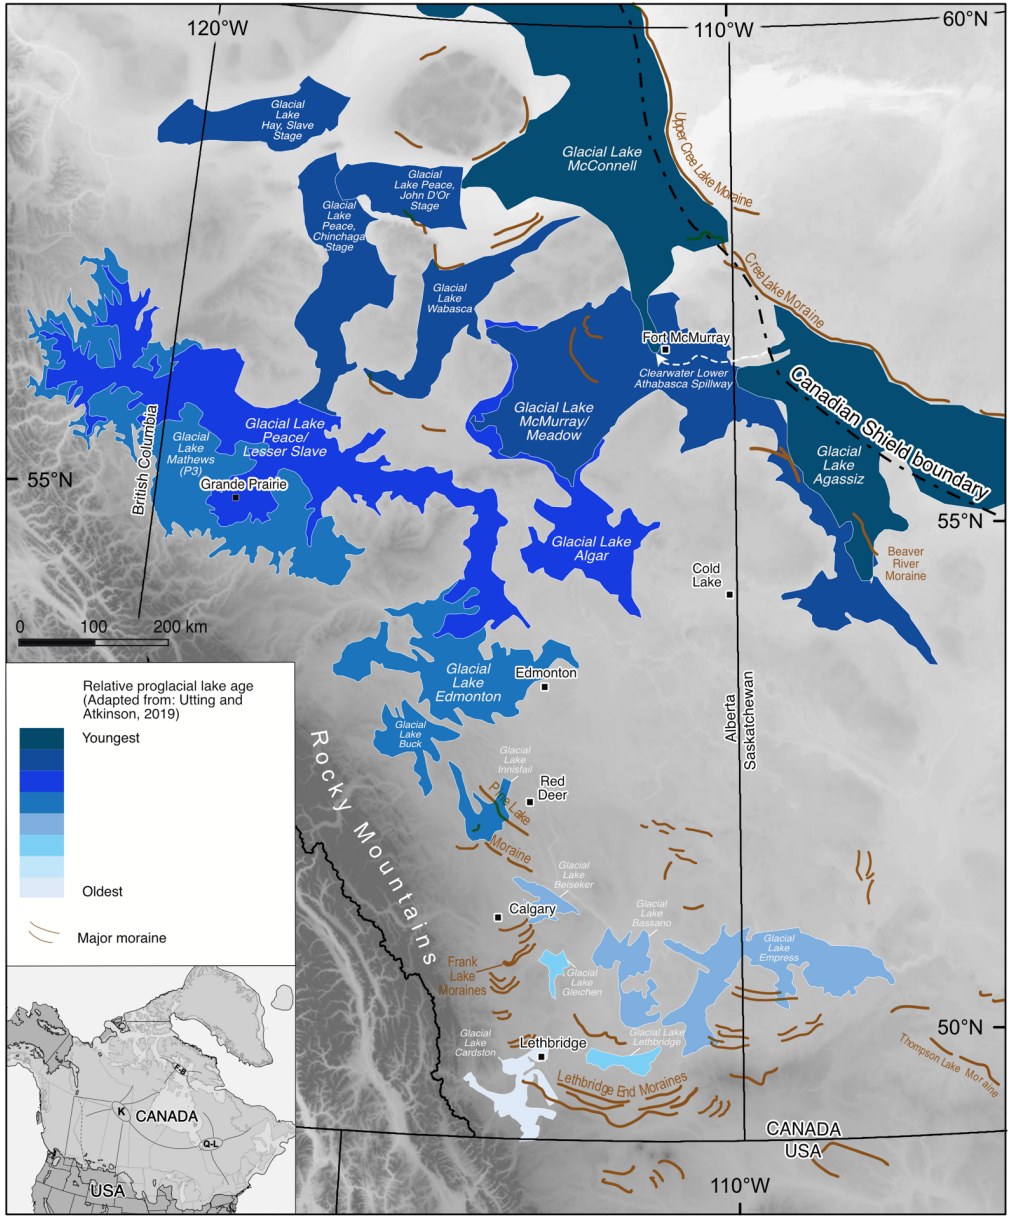 120°W
110°W
60°N
Glacial
Lake
Hay, Slave
Stage
Glacial Lake
McConnell
Upper Cree Lake Moraine
Glacial
Lake Peace,
John D'Or
Stage
Glacial
Lake
Peace,
Chinchaga
Stage
Cree Lake Moraine
Glacial
Lake
Wabasca
Fort McMurray
Clearwater Lower
Athabasca Spillway
Canadian Shield boundary
Glacial Lake
McMurray/
Meadow
Glacial Lake
Peace/
Lesser Slave
British Columbia
Glacial
Lake
Mathews
(P3)
Glacial
Lake
Agassiz
55°N
Grande Prairie
55°N
Glacial Lake
Algar
Beaver
River
Moraine
Cold
Lake
0 100 200 km
Glacial
Lake
Edmonton
Edmonton
Alberta
Saskatchewan
Relative proglacial lake age
(Adapted from: Utting and
Atkinson, 2019)
Youngest
Oldest
Major moraine
Glacial
Lake
Buck
Rocky Mountains
Glacial
Lake
Innisfail
Red
Deer
Pine Lake
Moraine
Glacial
Lake
Beiseker
Calgary
Glacial
Lake
Bassano
Glacial
Lake
Empress
Frank
Lake
Moraines
Glacial
Lake
Gleichen
50°N
Glacial
Lake
Cardston
Lethbridge
Glacial Lake
Lethbridge
Thompson Lake Moraine
Lethbridge End Moraines
CANADA
USA
110°W
F-B
K
CANADA
Q-L
USA